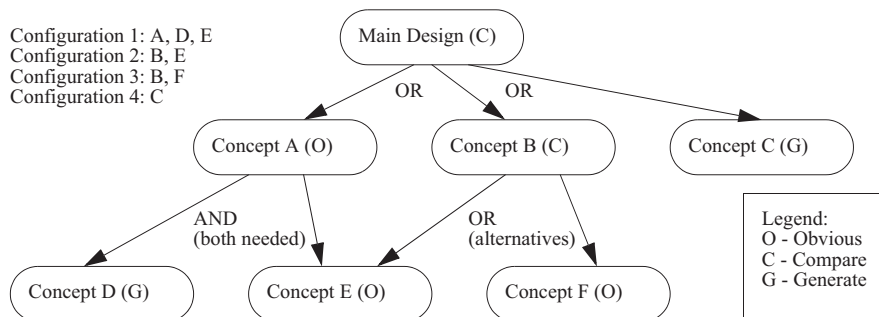 Configuration 1: A, D, E
Configuration 2: B, E
Configuration 3: B, F
Configuration 4: C
Main Design (C)
OR
OR
Concept A (O)
Concept B (C)
Concept C (G)
AND
(both needed)
OR
(alternatives)
Concept D (G)
Concept E (O)
Concept F (O)
Legend:
O - Obvious
C - Compare
G - Generate